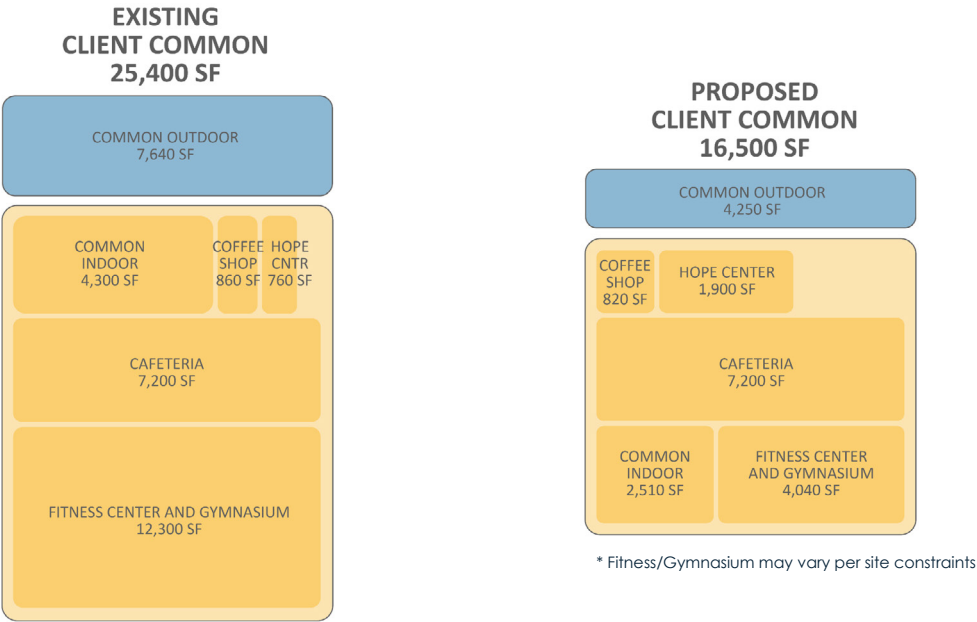 EXISTING
CLIENT COMMON
25,400 SF
COMMON OUTDOOR
7,640 SF
COMMON
INDOOR
4,300 SF
COFFEE
SHOP
860 SF
HOPE
CNTR
760 SF
CAFETERIA
7,200 SF
FITNESS CENTER AND GYMNASIUM
12,300 SF
PROPOSED
CLIENT COMMON
16,500 SF
COMMON OUTDOOR
4,250 SF
COFFEE
SHOP
820 SF
HOPE CENTER
1,900 SF
CAFETERIA
7,200 SF
COMMON
INDOOR
2,510 SF
FITNESS CENTER
AND GYMNASIUM
4,040 SF
* Fitness/Gymnasium may vary per site constraints